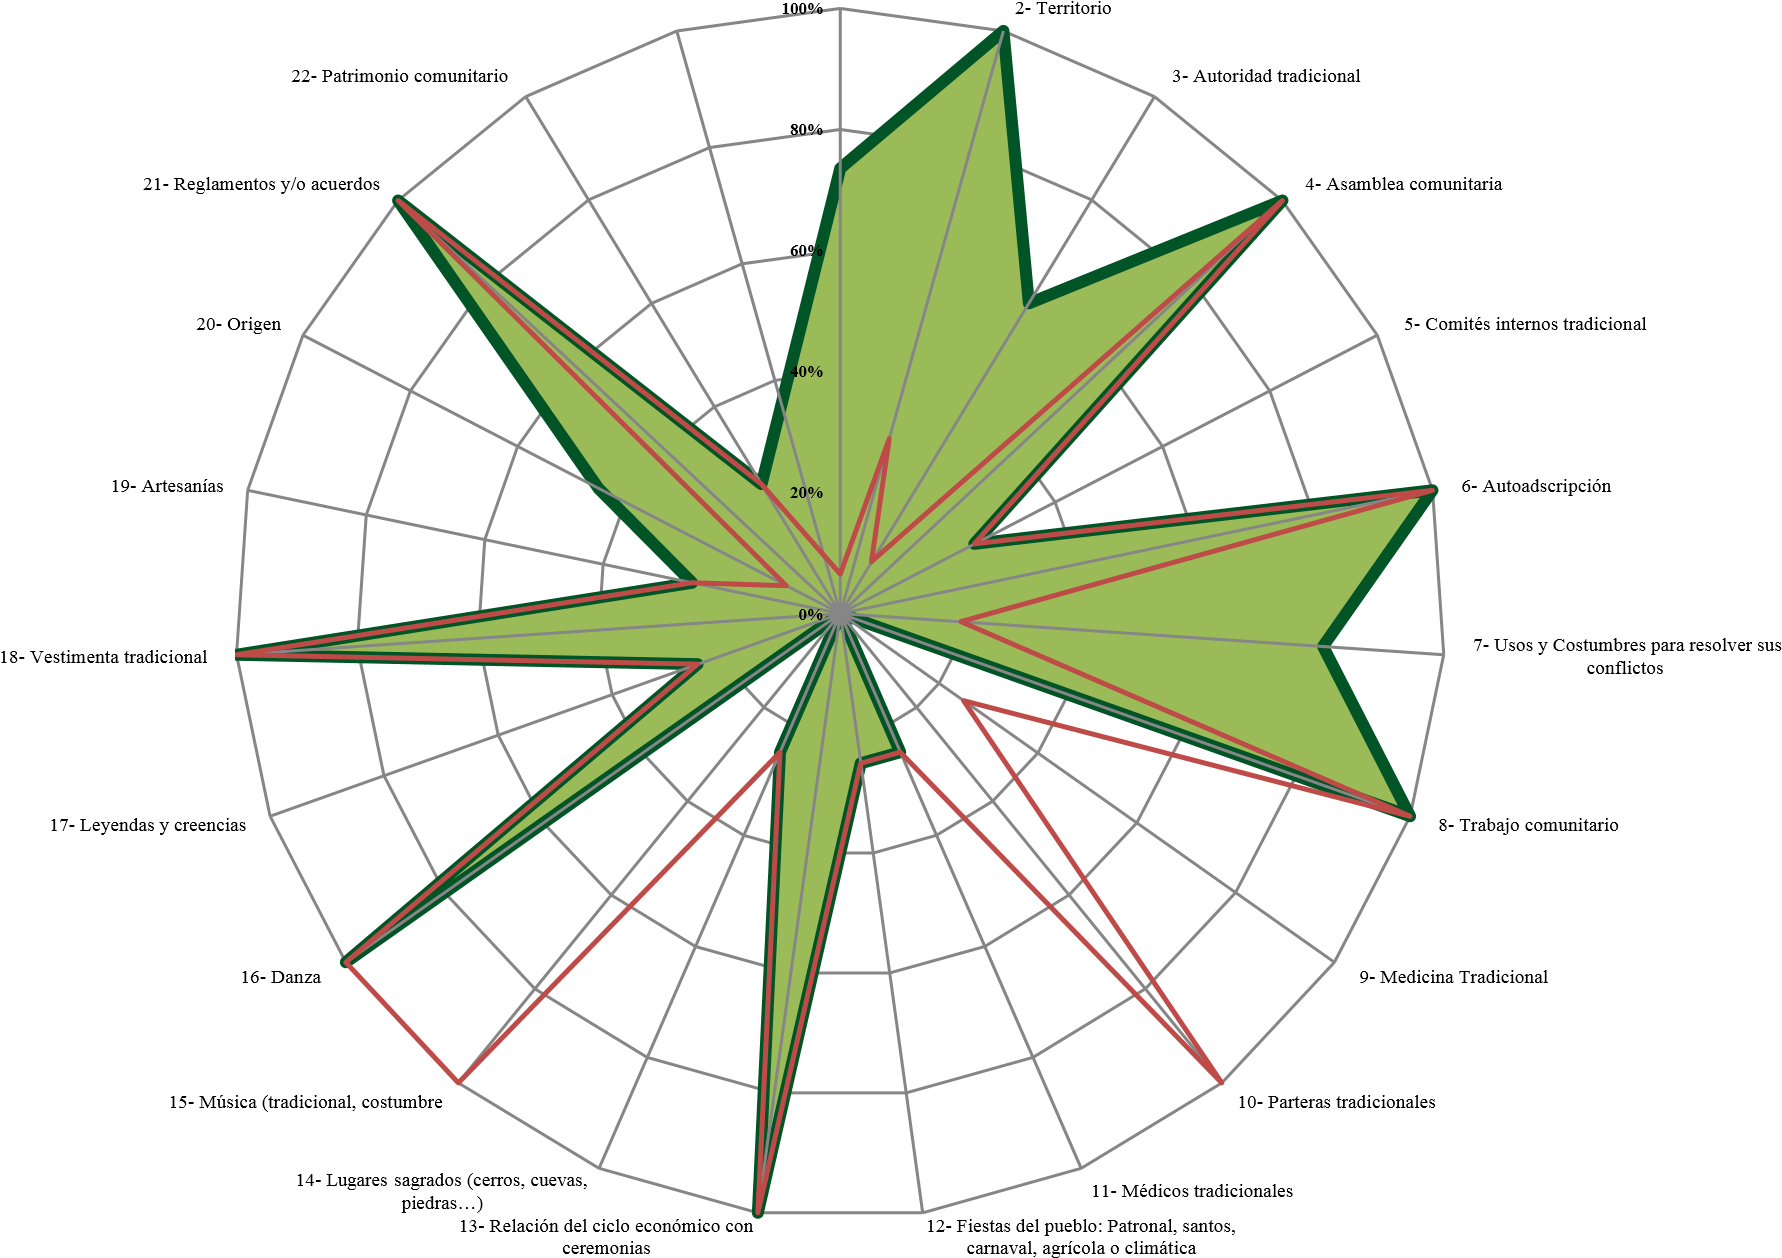 100%
2- Territorio
22- Patrimonio comunitario
3- Autoridad tradicional
80%
21- Reglamentos y/o acuerdos
4- Asamblea comunitaria
60%
20- Origen
5- Comités internos tradicional
40%
19- Artesanías
20%
6- Autoadscripción
0%
18- Vestimenta tradicional
7- Usos y Costumbres para resolver sus
conflictos
17- Leyendas y creencias
8- Trabajo comunitario
16- Danza
9- Medicina Tradicional
15- Música (tradicional, costumbre
10- Parteras tradicionales
14- Lugares sagrados (cerros, cuevas,
piedras…)
11- Médicos tradicionales
13- Relación del ciclo económico con
ceremonias
12- Fiestas del pueblo: Patronal, santos,
carnaval, agrícola o climática